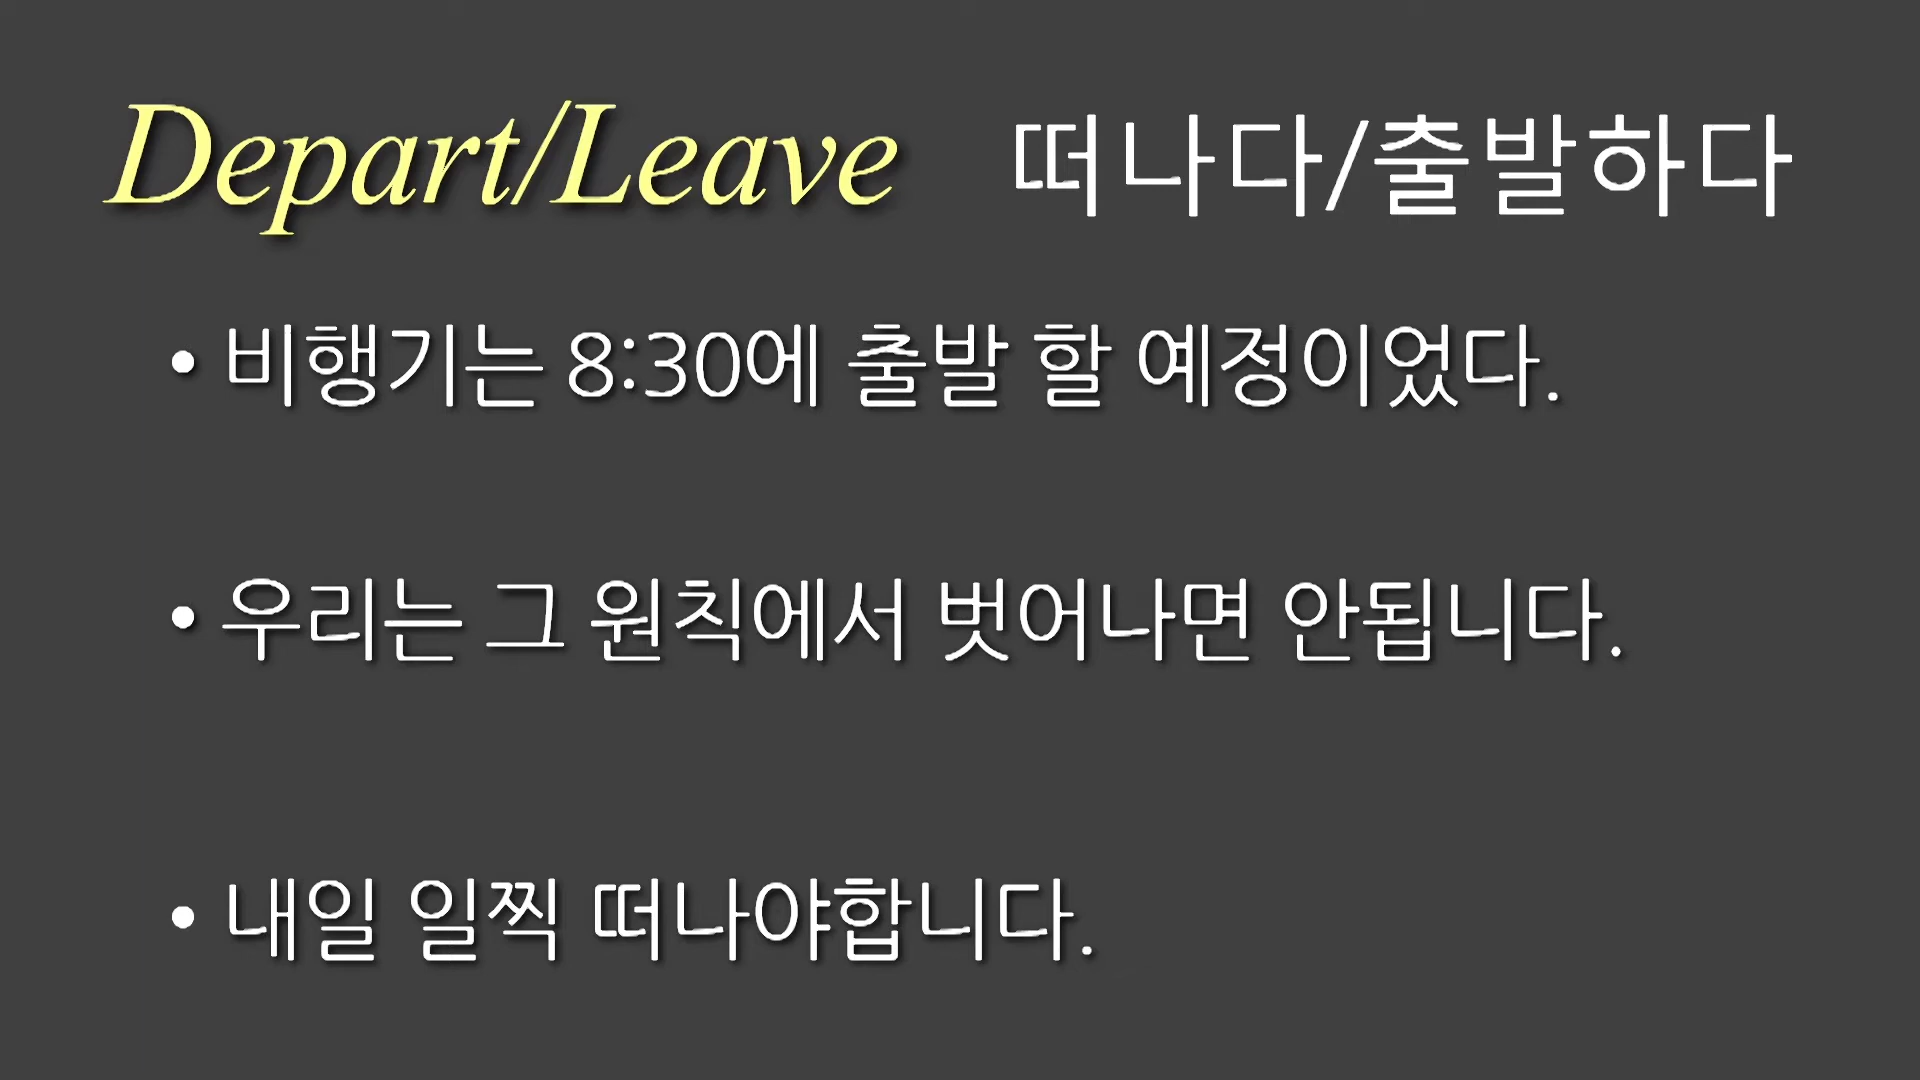 Depart/Leave 떠나다/출발하다
• 비행기는 8:30에 출발 할 예정이었다.
• 우리는 그 원칙에서 벗어나면 안됩니다.
• 내일 일찍 떠나야합니다.